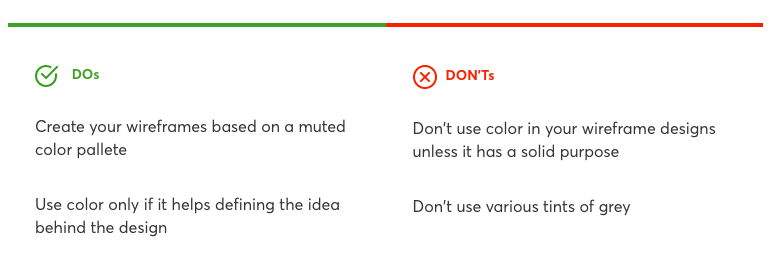 DOs
Create your wireframes based on a muted
color pallete
Use color only if it helps defining the idea
behind the design
DON'Ts
Don't use color in your wireframe designs
unless it has a solid purpose
Don't use various tints of grey